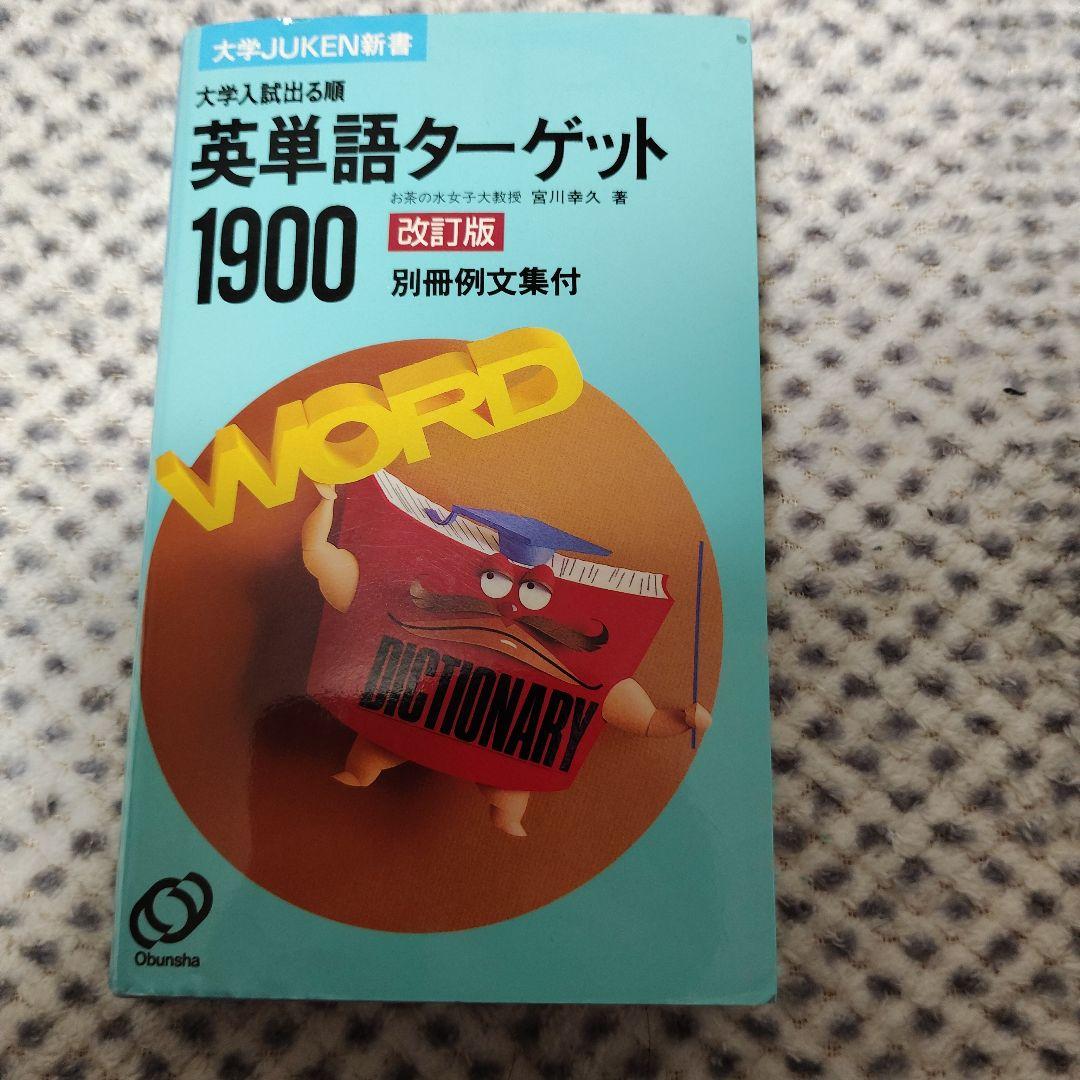 大学JUKEN新書
大学入試出る順
英単語ターゲット
1900
お茶の水女子大教授 宮川幸久 著
改訂版
別冊例文集付
WORD
DICTIONARY
Obunsha